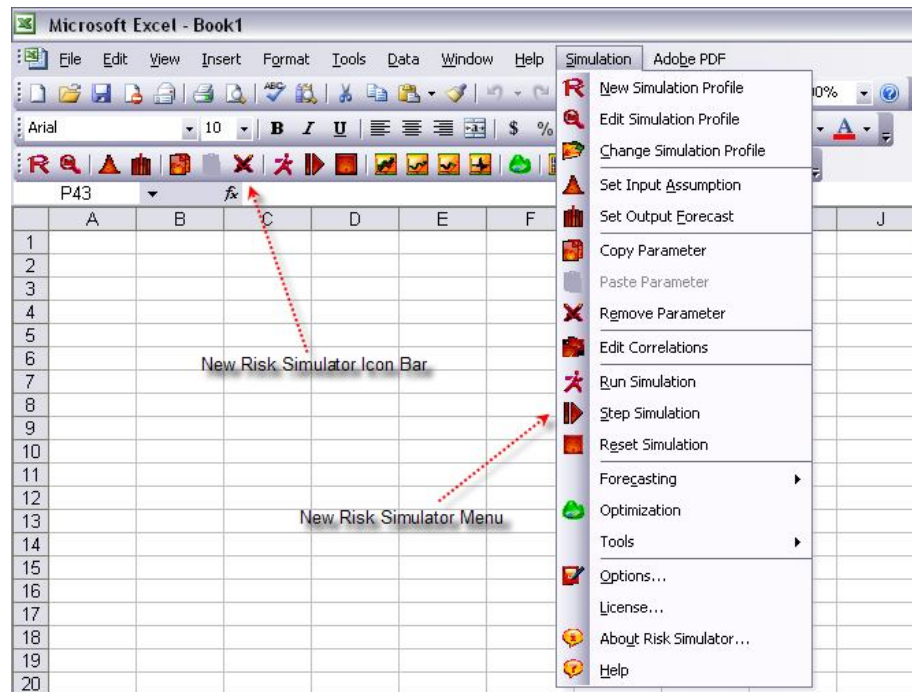 Microsoft Excel - Book1
File Edit View Insert Format Tools Data Window Help Simulation Adobe PDF
ABC
Arial 10 B I U $ % A
P43 fx
A B C D E F J
1
2
3
4
5
6
7
8
9
10
11
12
13
14
15
16
17
18
19
20
New Risk Simulator Icon Bar
New Risk Simulator Menu
New Simulation Profile
Edit Simulation Profile
Change Simulation Profile
Set Input Assumption
Set Output Forecast
Copy Parameter
Paste Parameter
Remove Parameter
Edit Correlations
Run Simulation
Step Simulation
Reset Simulation
Forecasting
Optimization
Tools
Options...
License...
About Risk Simulator...
Help